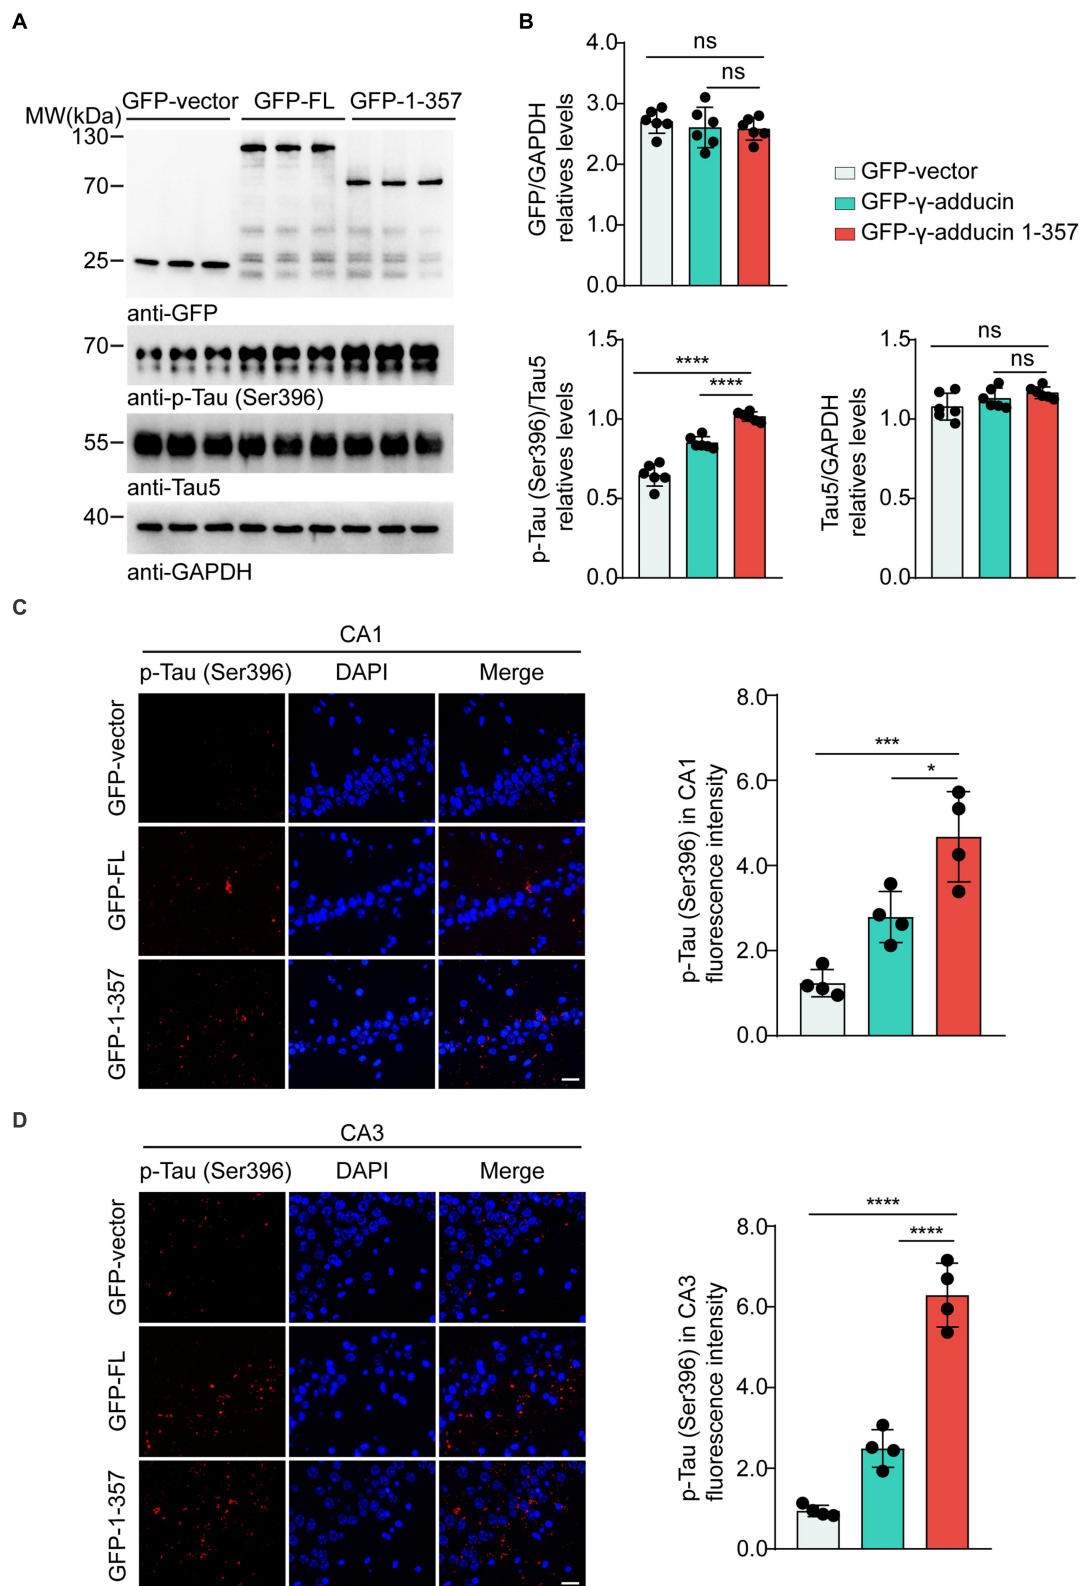 A
GFP-vector GFP-FL GFP-1-357
MW(kDa)
130
70
25
anti-GFP
70
anti-p-Tau (Ser396)
55
anti-Tau5
40
anti-GAPDH
B
4.0
3.0
2.0
1.0
0.0
GFP/GAPDH
relatives levels
ns
ns
GFP-vector
GFP-γ-adducin
GFP-γ-adducin 1-357
1.5
1.0
0.5
0.0
p-Tau (Ser396)/Tau5
relatives levels
****
****
1.5
1.0
0.5
0.0
Tau5/GAPDH
relatives levels
ns
ns
C
CA1
p-Tau (Ser396) DAPI Merge
GFP-vector
GFP-FL
GFP-1-357
8.0
6.0
4.0
2.0
0.0
p-Tau (Ser396) in CA1
fluorescence intensity
***
*
D
CA3
p-Tau (Ser396) DAPI Merge
GFP-vector
GFP-FL
GFP-1-357
8.0
6.0
4.0
2.0
0.0
p-Tau (Ser396) in CA3
fluorescence intensity
****
****